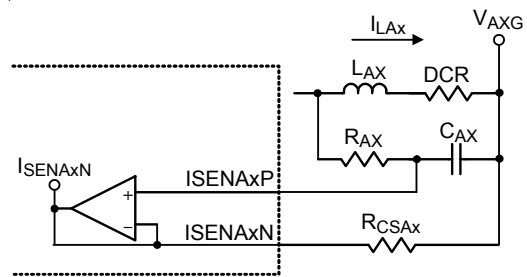 I_LAx
V_AXG
L_AX
DCR
R_AX
C_AX
I_SENAxN
ISENAxP
+
−
ISENAxN
R_CSAx